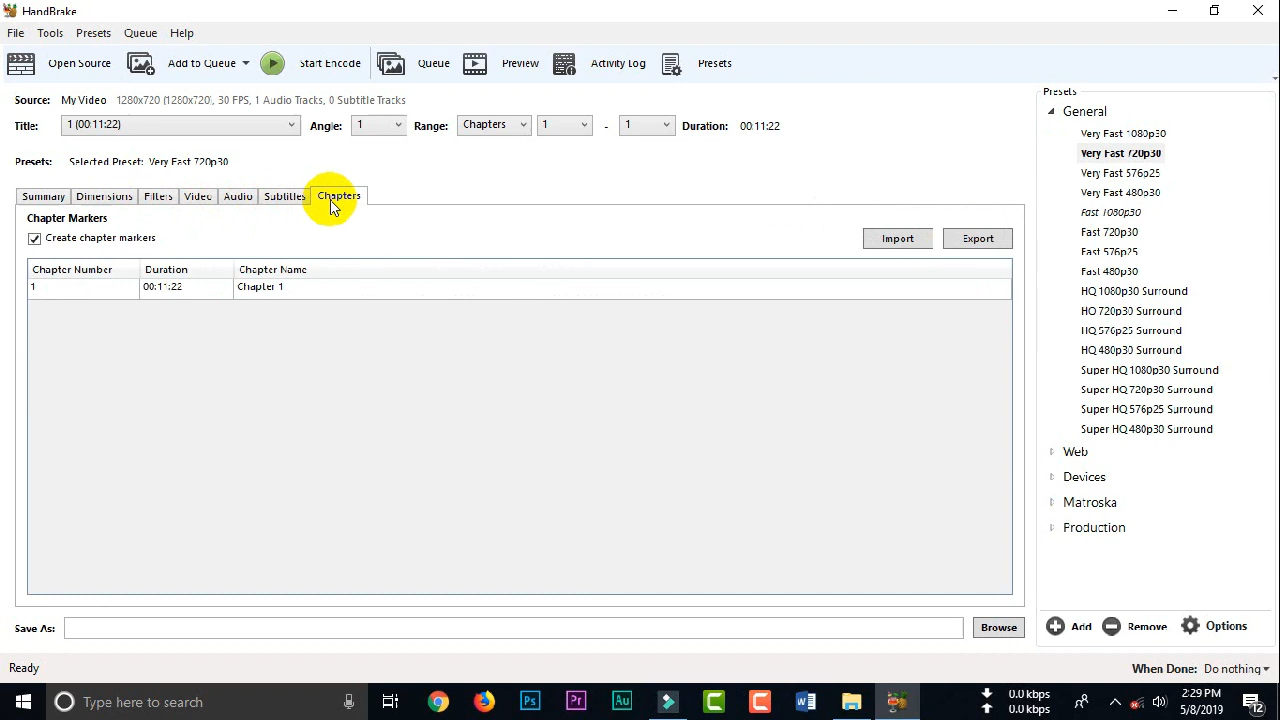 HandBrake
File Tools Presets Queue Help
Open Source Add to Queue Start Encode Queue Preview Activity Log Presets
Source: My Video 1280x720 (1280x720), 30 FPS, 1 Audio Tracks, 0 Subtitle Tracks
Title: 1 (00:11:22) Angle: 1 Range: Chapters 1 - 1 Duration: 00:11:22
Presets: Selected Preset: Very Fast 720p30
Summary Dimensions Filters Video Audio Subtitles Chapters
Chapter Markers
Create chapter markers
Import Export
Chapter Number Duration Chapter Name
1 00:11:22 Chapter 1
Save As: Browse
Presets
General
Very Fast 1080p30
Very Fast 720p30
Very Fast 576p25
Very Fast 480p30
Fast 1080p30
Fast 720p30
Fast 576p25
Fast 480p30
HQ 1080p30 Surround
HQ 720p30 Surround
HQ 576p25 Surround
HQ 480p30 Surround
Super HQ 1080p30 Surround
Super HQ 720p30 Surround
Super HQ 576p25 Surround
Super HQ 480p30 Surround
Web
Devices
Matroska
Production
Add Remove Options
Ready
When Done: Do nothing
Type here to search
Ps Pr Au
0.0 kbps
0.0 kbps
2:29 PM
5/8/2019
12